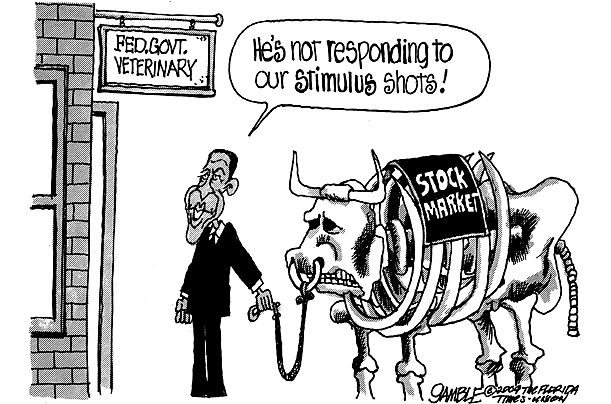 FED. GOVT.
VETERINARY
He's not responding to
our Stimulus shots!
STOCK
MARKET
GAMBLE ©2009 THE FLORIDA
TIMES-UNION